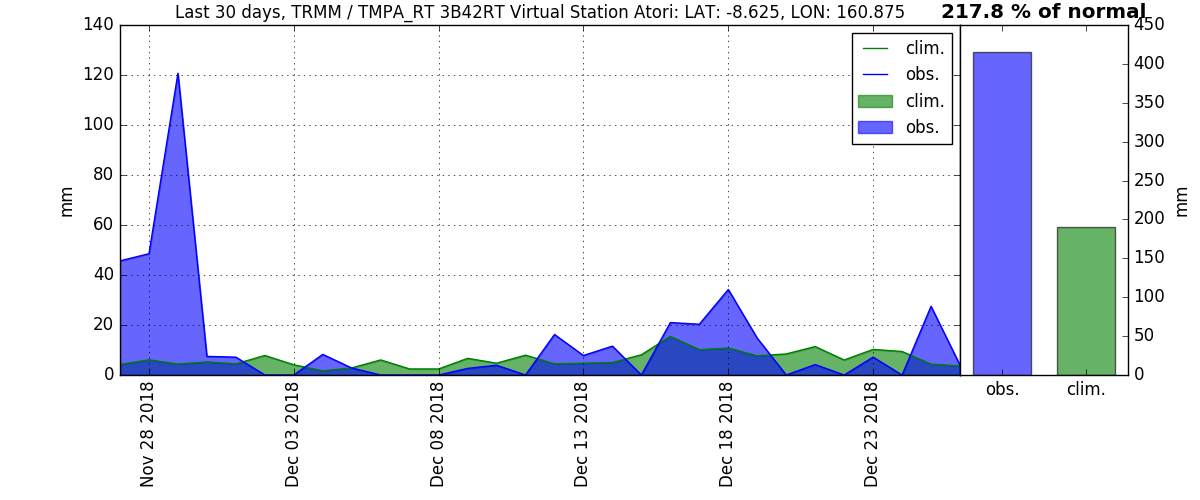 Last 30 days, TRMM / TMPA_RT 3B42RT Virtual Station Atori: LAT: -8.625, LON: 160.875
217.8 % of normal
140
120
100
80
60
40
20
0
mm
clim.
obs.
clim.
obs.
Nov 28 2018
Dec 03 2018
Dec 08 2018
Dec 13 2018
Dec 18 2018
Dec 23 2018
450
400
350
300
250
200
150
100
50
0
mm
obs.
clim.